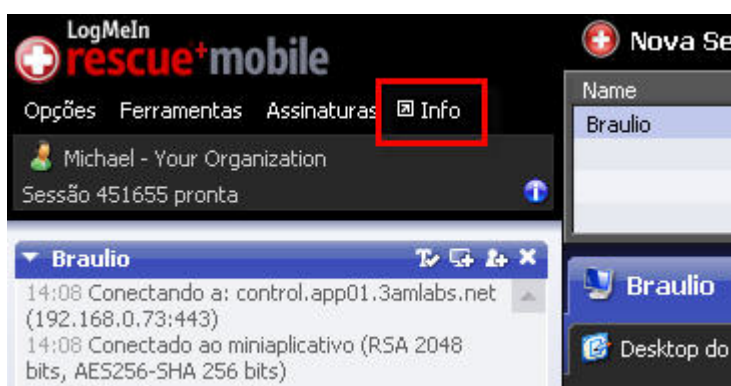 LogMeIn
rescue+mobile
Opções Ferramentas Assinaturas Info
Michael - Your Organization
Sessão 451655 pronta
Braulio
14:08 Conectando a: control.app01.3amlabs.net
(192.168.0.73:443)
14:08 Conectado ao miniaplicativo (RSA 2048
bits, AES256-SHA 256 bits)
Nova Se
Name
Braulio
Braulio
Desktop do